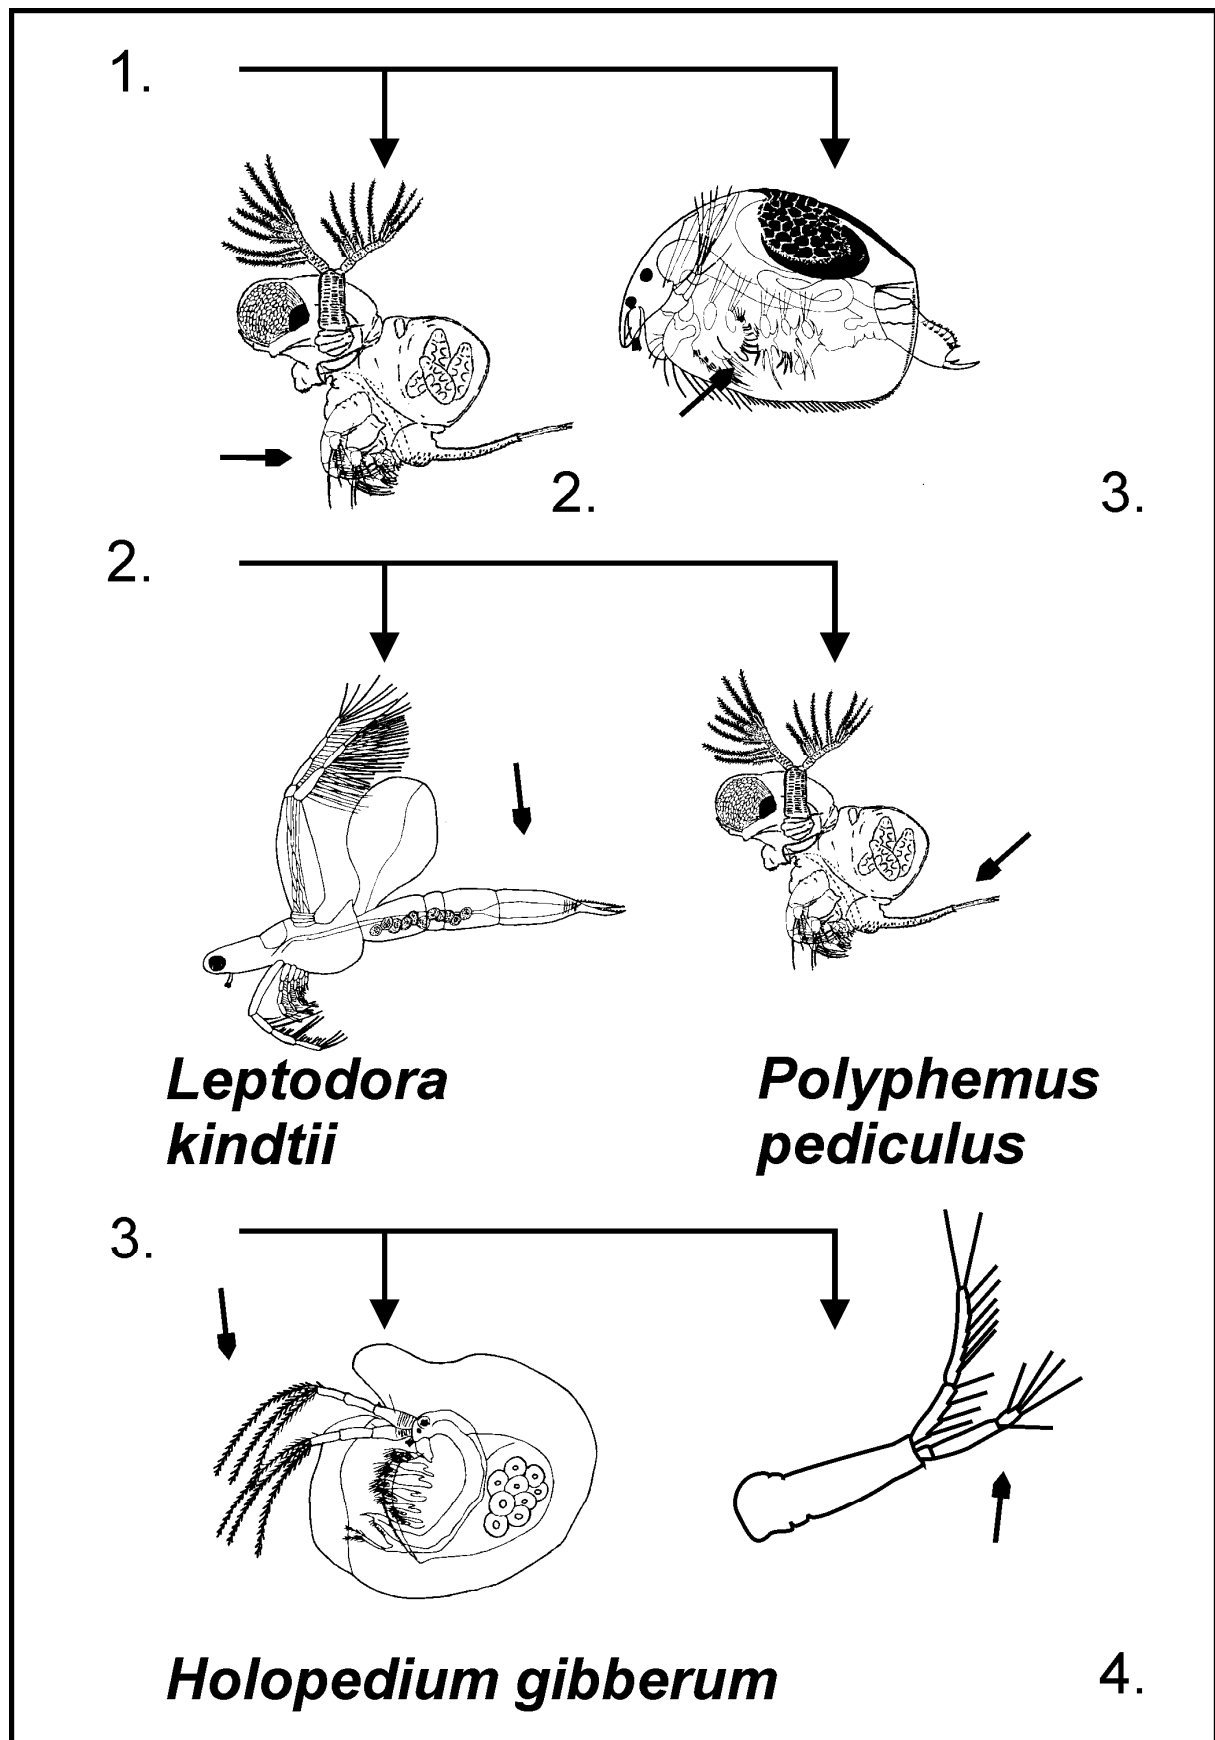 1.
2.
3.
2.
Leptodora
kindtii
Polyphemus
pediculus
3.
Holopedium gibberum
4.